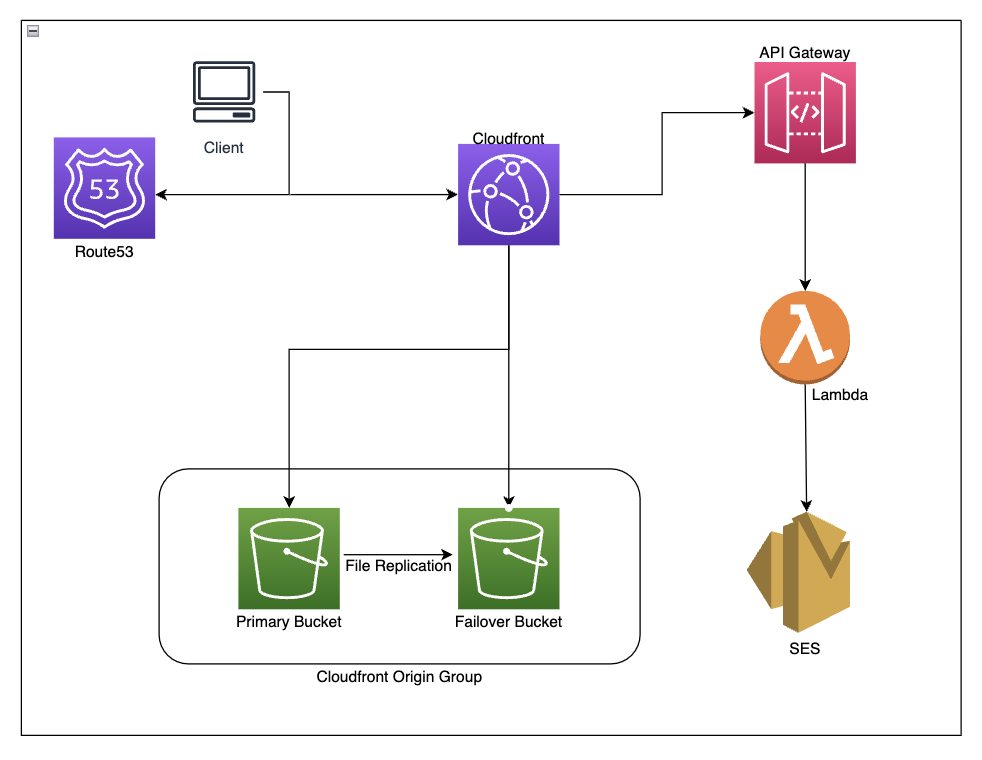 API Gateway
Client
Cloudfront
53
</>
Route53
Lambda
File Replication
Primary Bucket
Failover Bucket
SES
Cloudfront Origin Group